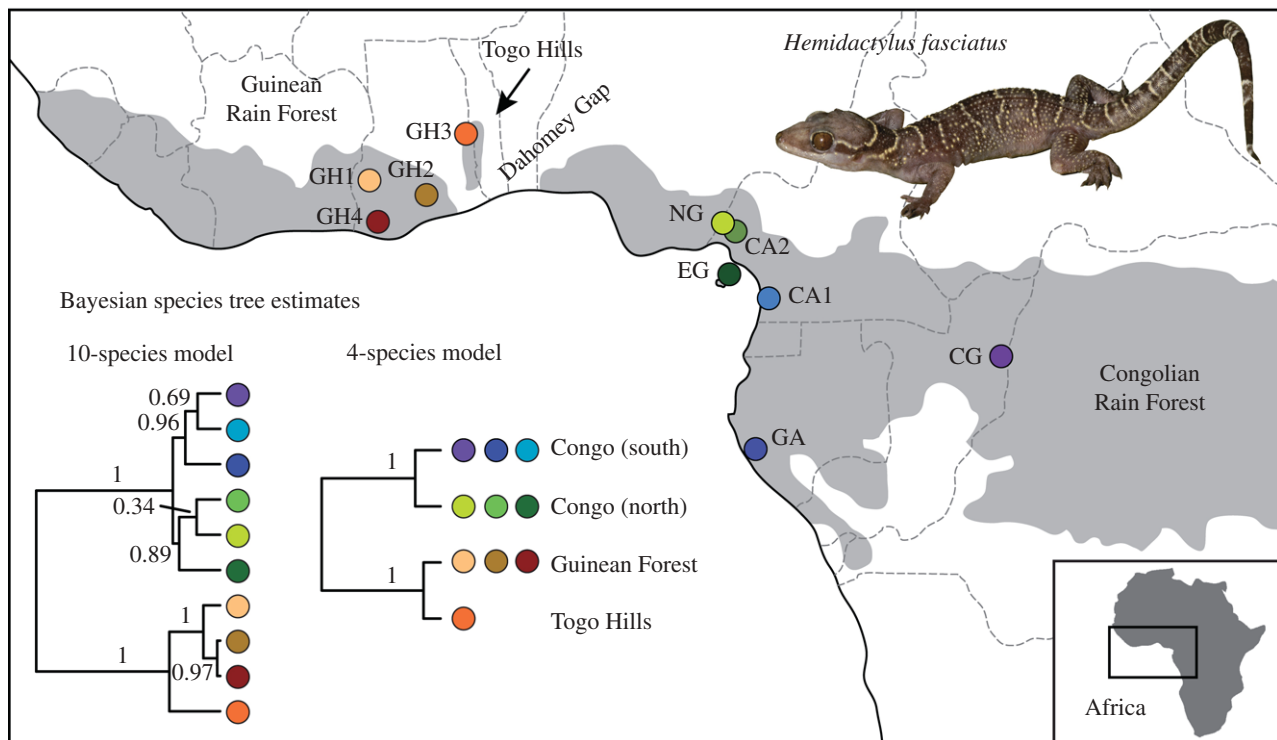 Togo Hills
Hemidactylus fasciatus
Guinean
Rain Forest
GH3
Dahomey Gap
GH1
GH2
GH4
NG
CA2
EG
CA1
CG
Congolian
Rain Forest
GA
Bayesian species tree estimates
10-species model
4-species model
0.69
0.96
1
0.34
0.89
1
1
0.97
1
Congo (south)
Congo (north)
1
Guinean Forest
Togo Hills
Africa